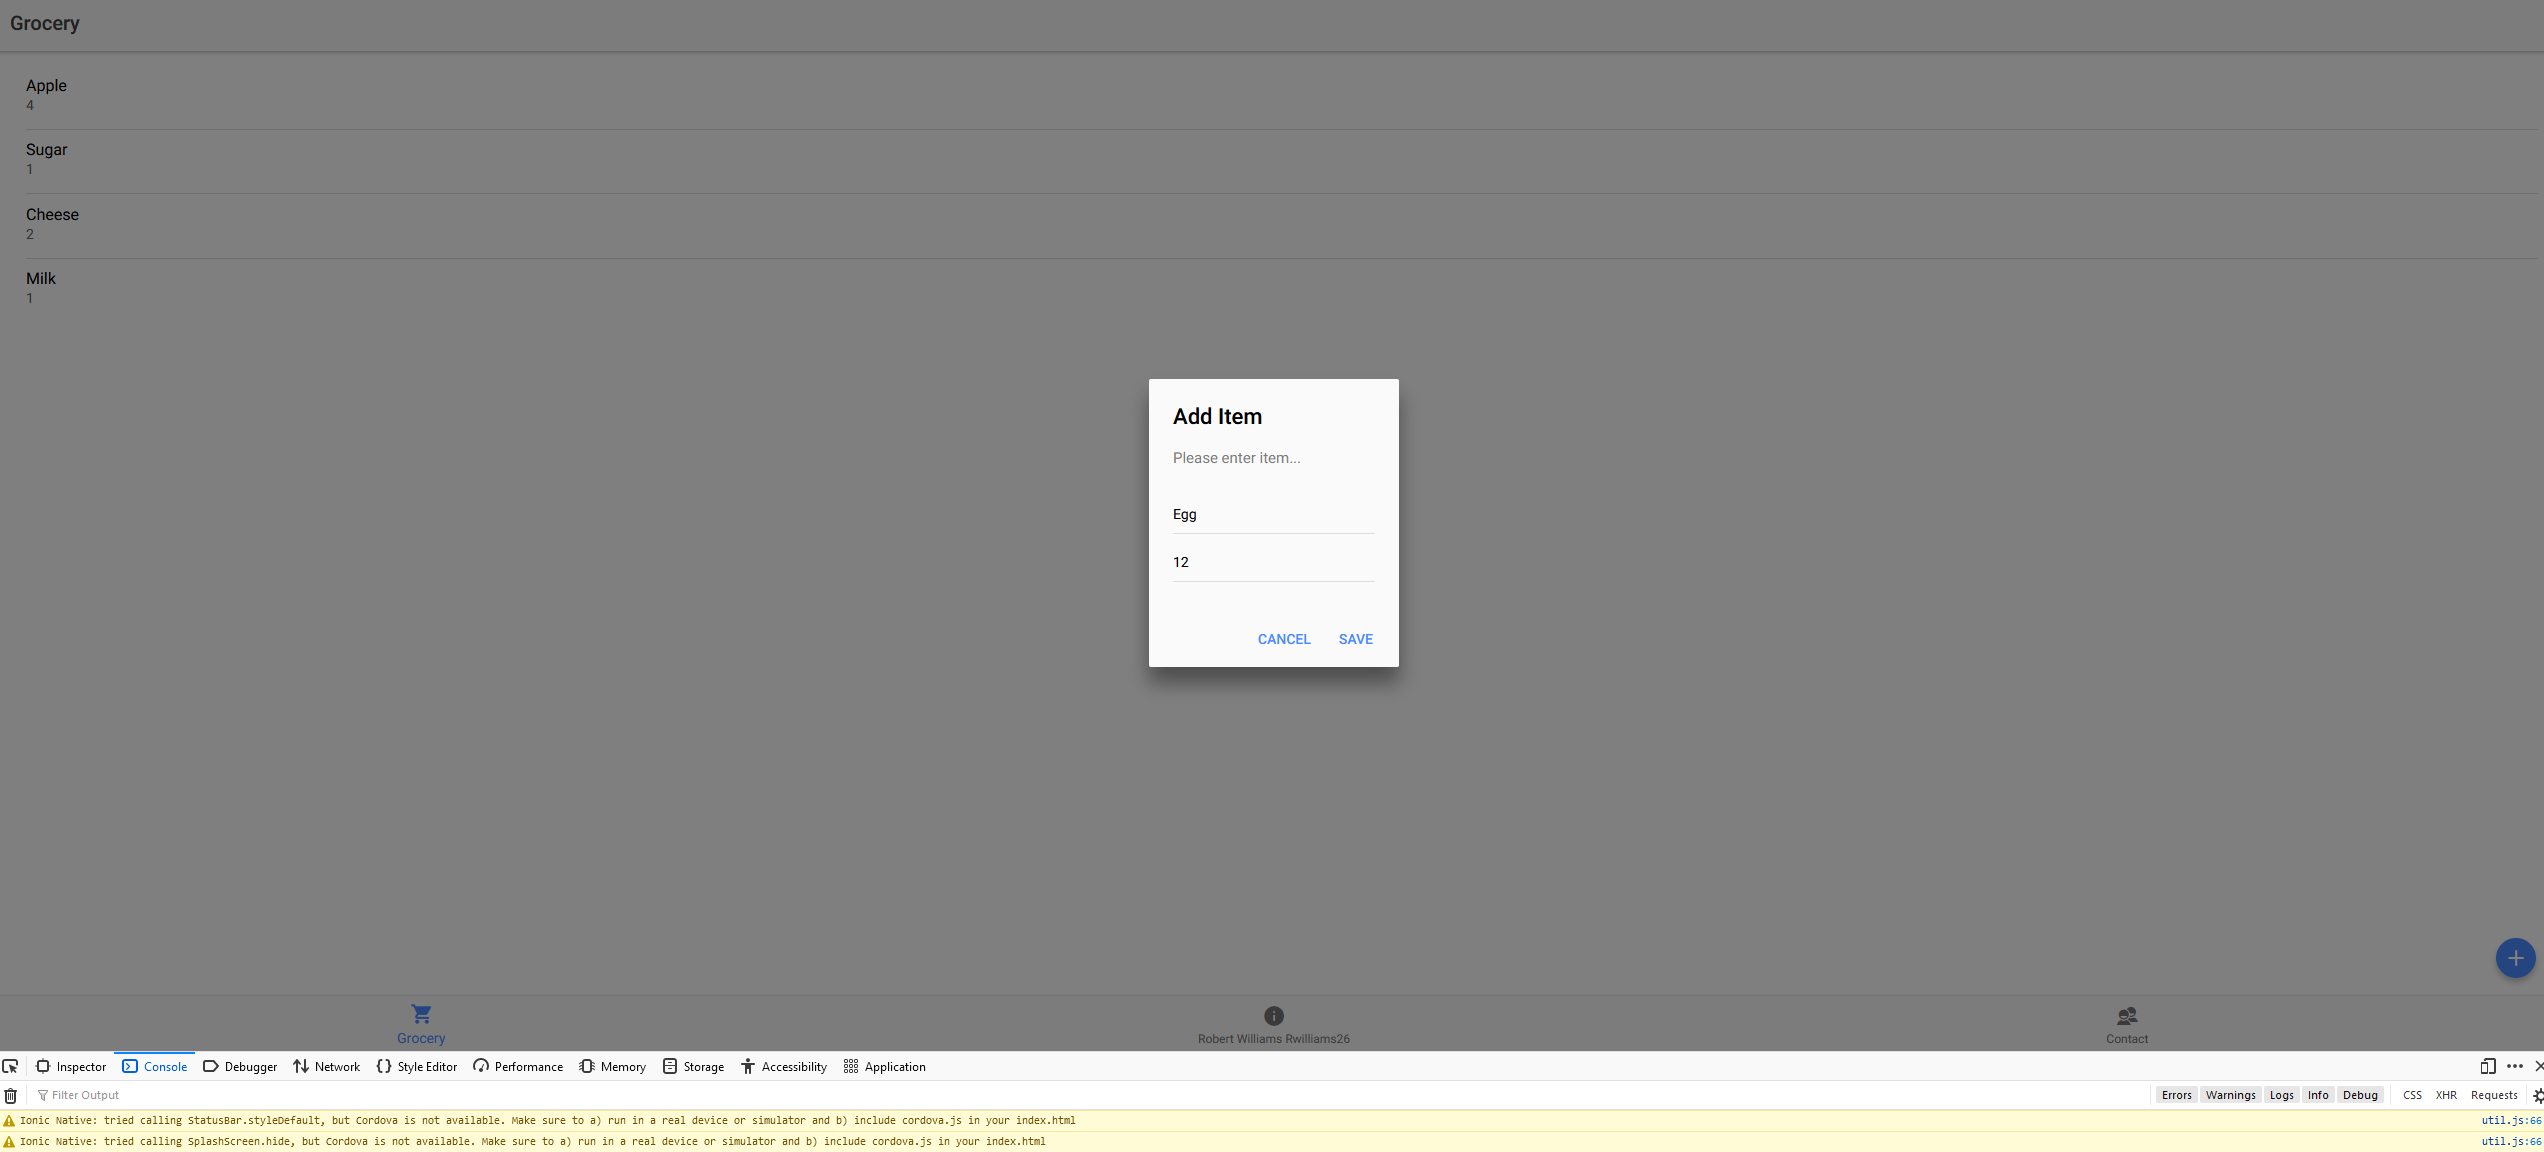 Grocery
Apple
4
Sugar
1
Cheese
2
Milk
1
Add Item
Please enter item...
Egg
12
CANCEL SAVE
Grocery Robert Williams Rwilliams26 Contact
Inspector Console Debugger Network Style Editor Performance Memory Storage Accessibility Application
Filter Output Errors Warnings Logs Info Debug CSS XHR Requests
Ionic Native: tried calling StatusBar.styleDefault, but Cordova is not available. Make sure to a) run in a real device or simulator and b) include cordova.js in your index.html util.js:66
Ionic Native: tried calling SplashScreen.hide, but Cordova is not available. Make sure to a) run in a real device or simulator and b) include cordova.js in your index.html util.js:66